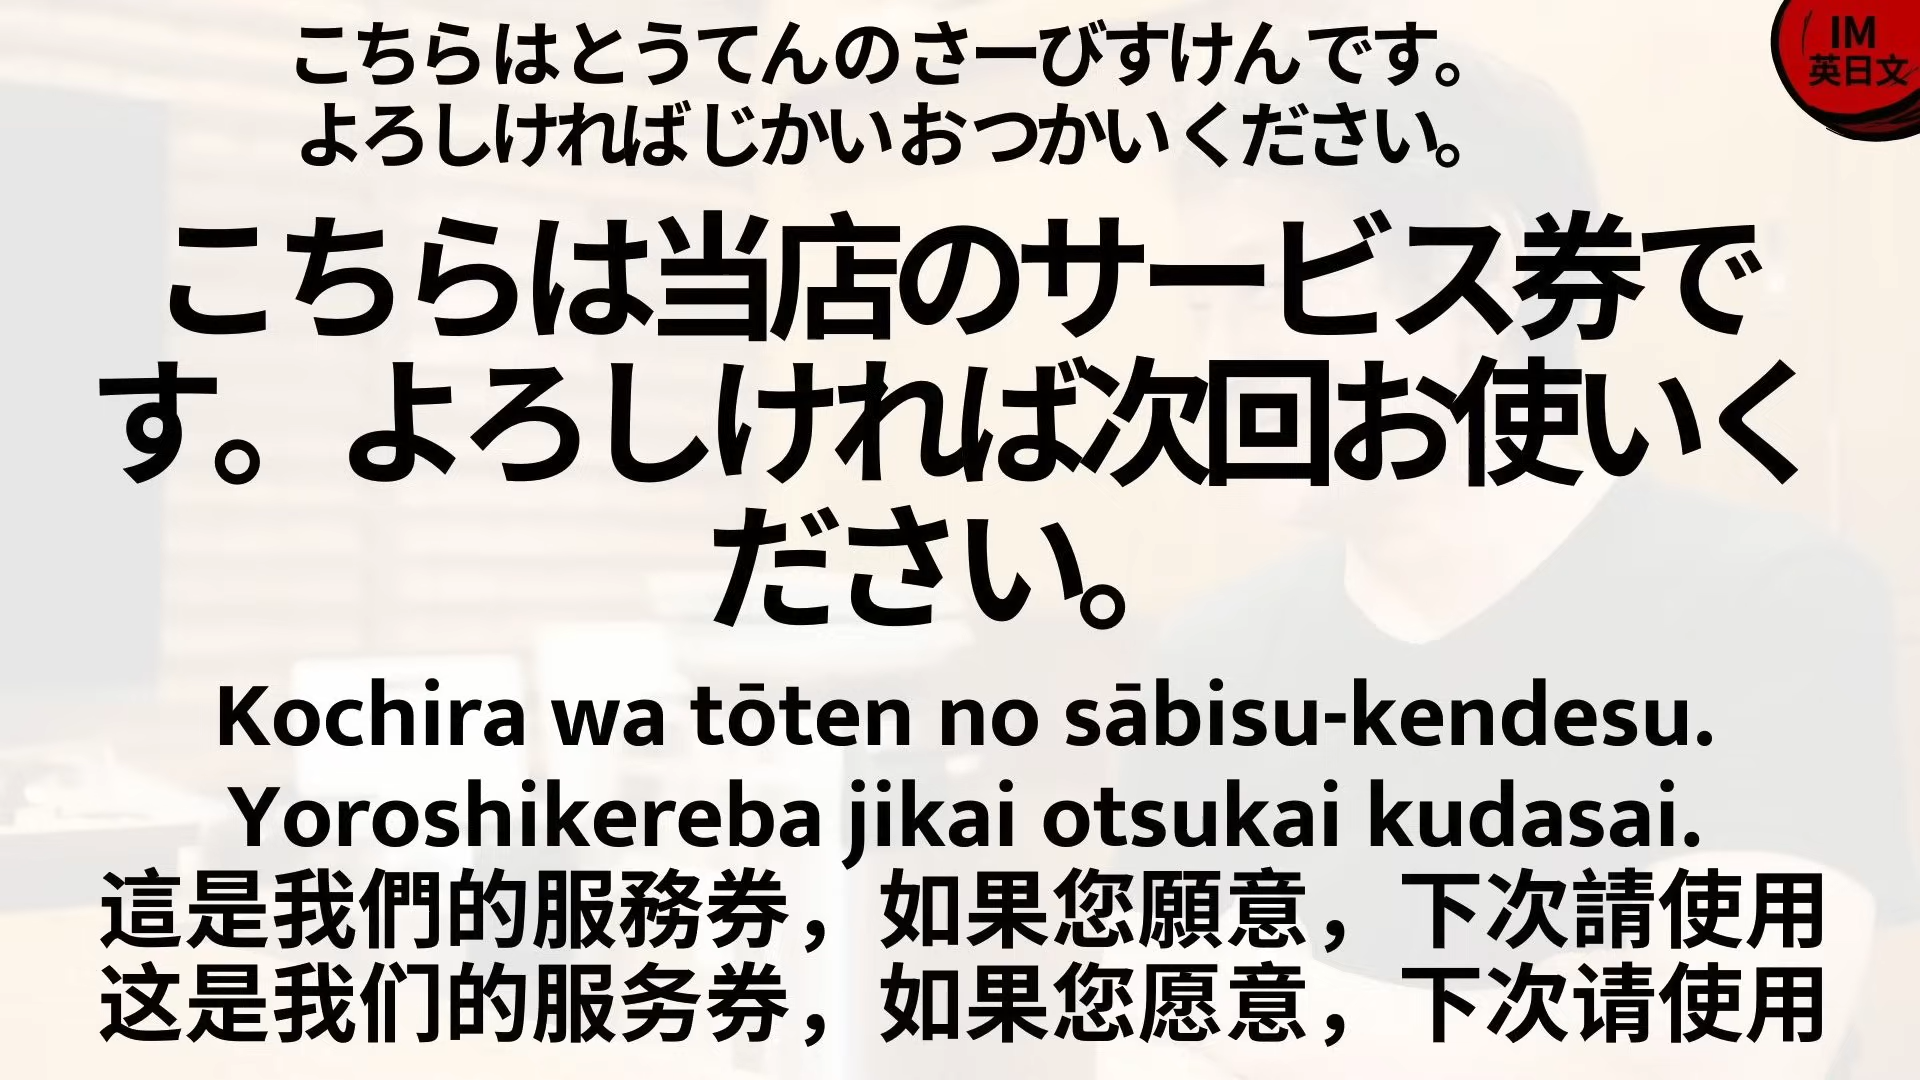 こちらはとうてんのさーびすけんです。
よろしければじかいおつかいください。
IM
英日文
こちらは当店のサービス券で
す。よろしければ次回お使いく
ださい。
Kochira wa tōten no sābisu-kendesu.
Yoroshikereba jikai otsukai kudasai.
這是我們的服務券，如果您願意，下次請使用
这是我们的服务券，如果您愿意，下次请使用